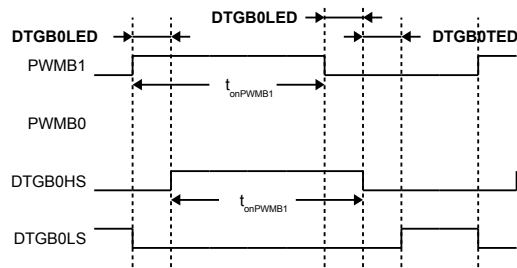 DTGB0LED
DTGB0LED
DTGB0TED
PWMB1
tonPWMB1
PWMB0
DTGB0HS
tonPWMB1
DTGB0LS